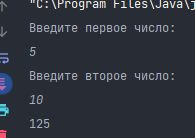 "C:\Program Files\Java\j
Введите первое число:
5
Введите второе число:
10
125